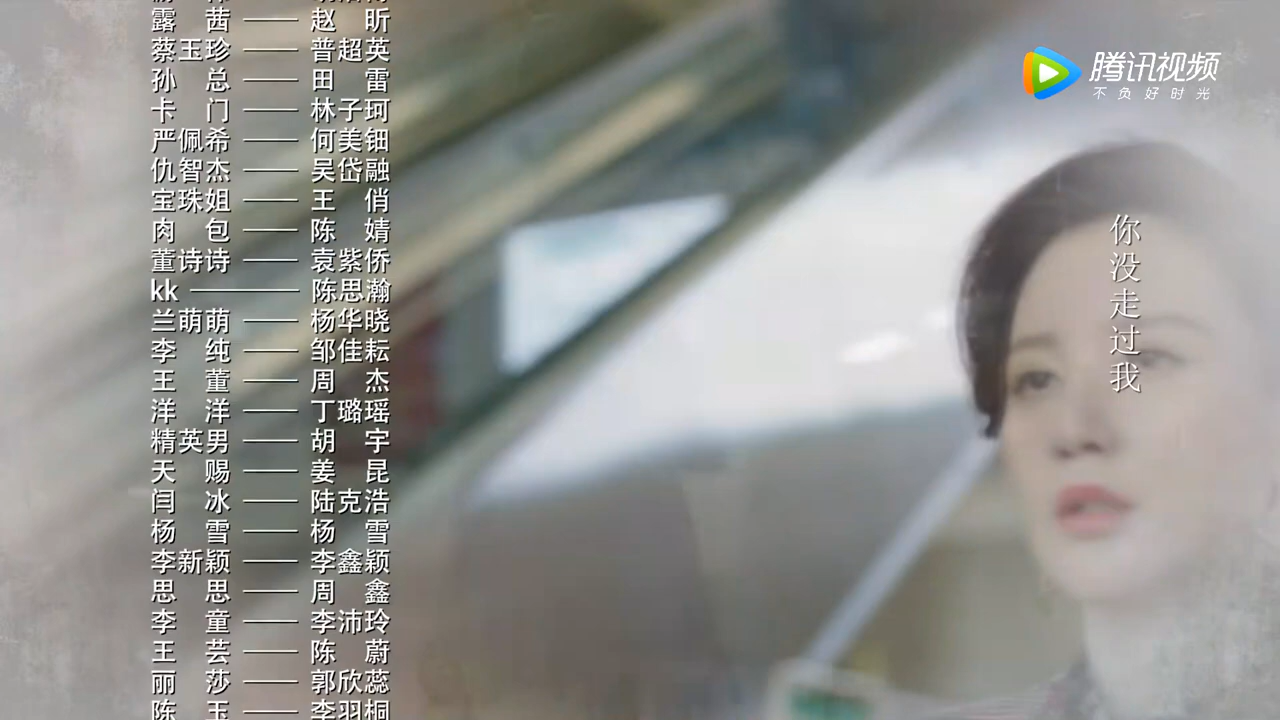 露 茜 —— 赵 昕
蔡玉珍 —— 普超英
孙 总 —— 田 雷
卡 门 —— 林子珂
严佩希 —— 何美钿
仇智杰 —— 吴岱融
宝珠姐 —— 王 俏
肉 包 —— 陈 婧
董诗诗 —— 袁紫侨
kk ———— 陈思瀚
兰萌萌 —— 杨华晓
李 纯 —— 邹佳耘
王 董 —— 周 杰
洋 洋 —— 丁璐瑶
精英男 —— 胡 宇
天 赐 —— 姜 昆
闫 冰 —— 陆克浩
杨 雪 —— 杨 雪
李新颖 —— 李鑫颖
思 思 —— 周 鑫
李 童 —— 李沛玲
王 芸 —— 陈 蔚
丽 莎 —— 郭欣蕊
陈 玉 —— 李羽桐
腾讯视频
不负好时光
你没走过我